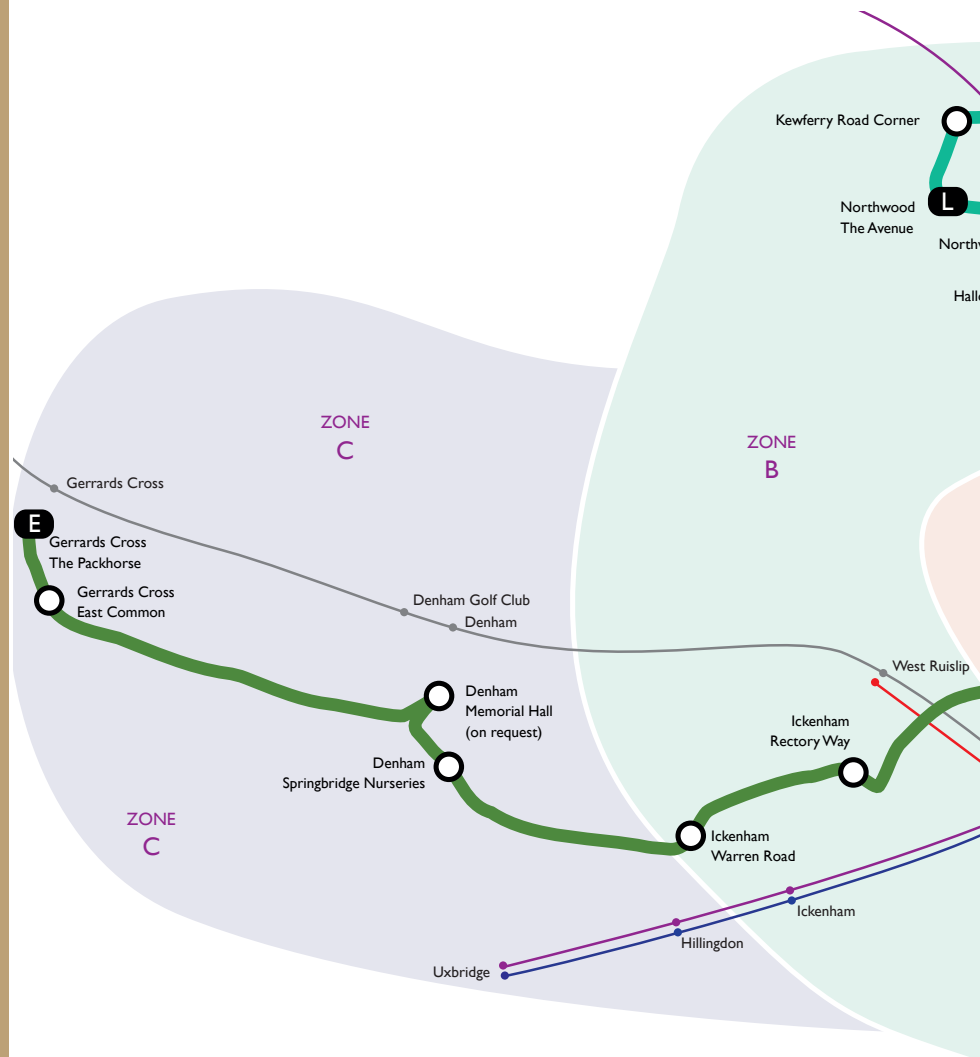 Kewferry Road Corner
L
Northwood
The Avenue
ZONE
C
ZONE
B
Gerrards Cross
E
Gerrards Cross
The Packhorse
Gerrards Cross
East Common
Denham Golf Club
Denham
West Ruislip
Denham
Memorial Hall
(on request)
Ickenham
Rectory Way
Denham
Springbridge Nurseries
ZONE
C
Ickenham
Warren Road
Ickenham
Hillingdon
Uxbridge